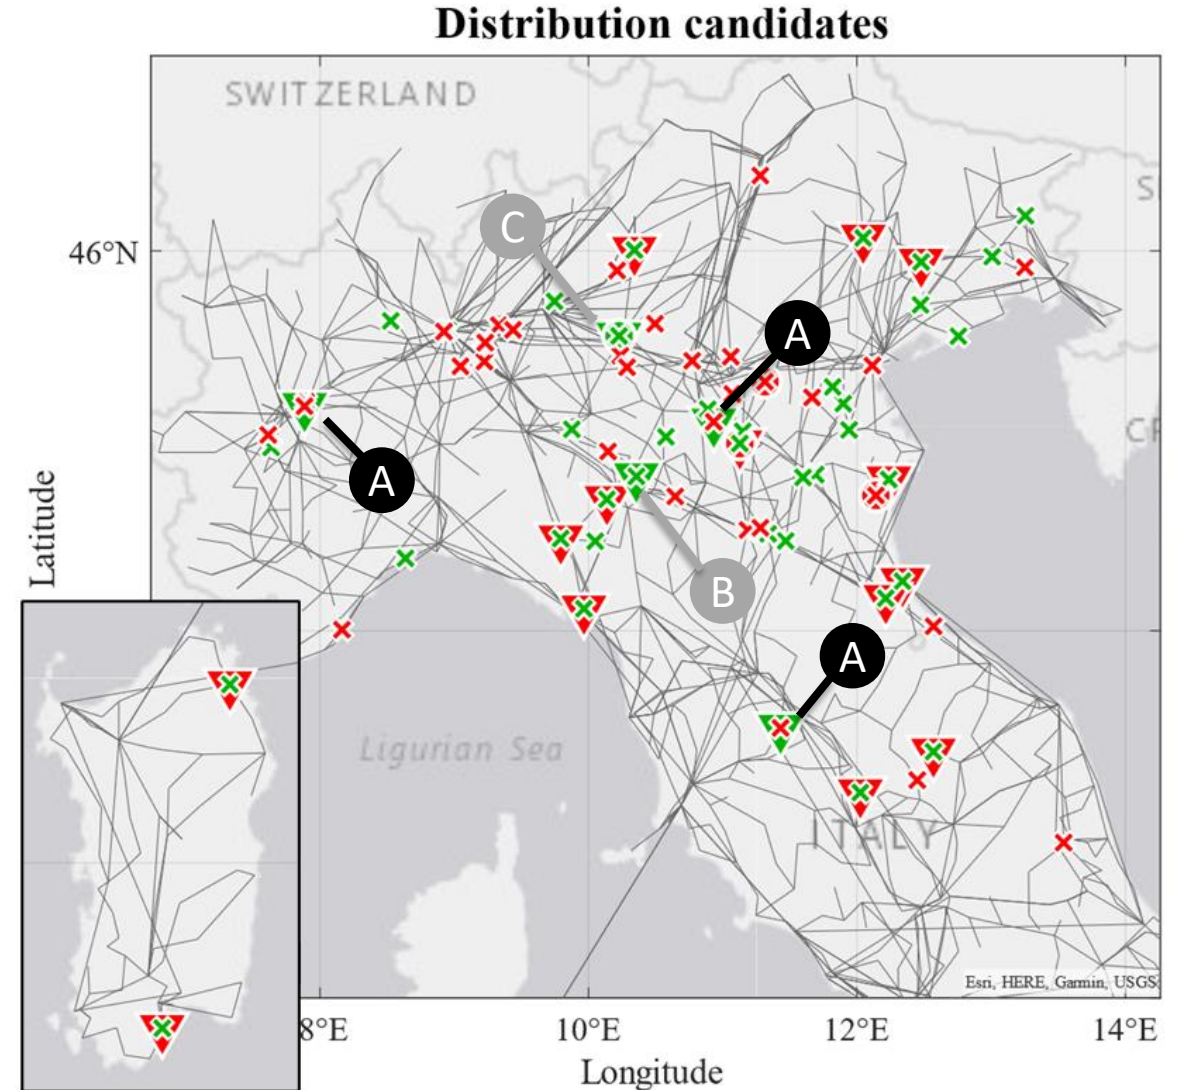 Distribution candidates
SWITZERLAND
C
46°N
A
A
B
A
Latitude
Ligurian Sea
ITALY
Esri, HERE, Garmin, USGS
8°E
10°E
12°E
14°E
Longitude